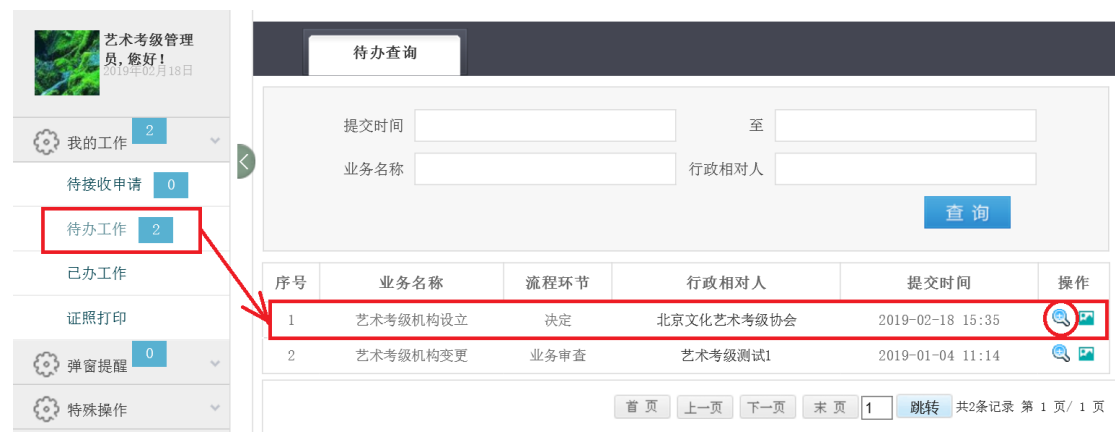 艺术考级管理
员,您好!
2019年02月18日
我的工作 2
待接收申请 0
待办工作 2
已办工作
证照打印
弹窗提醒 0
特殊操作
待办查询
提交时间 至
业务名称 行政相对人
查 询
序号 业务名称 流程环节 行政相对人 提交时间 操作
1 艺术考级机构设立 决定 北京文化艺术考级协会 2019-02-18 15:35
2 艺术考级机构变更 业务审查 艺术考级测试1 2019-01-04 11:14
首 页 上一页 下一页 末 页 1 跳转 共2条记录 第 1 页/ 1 页